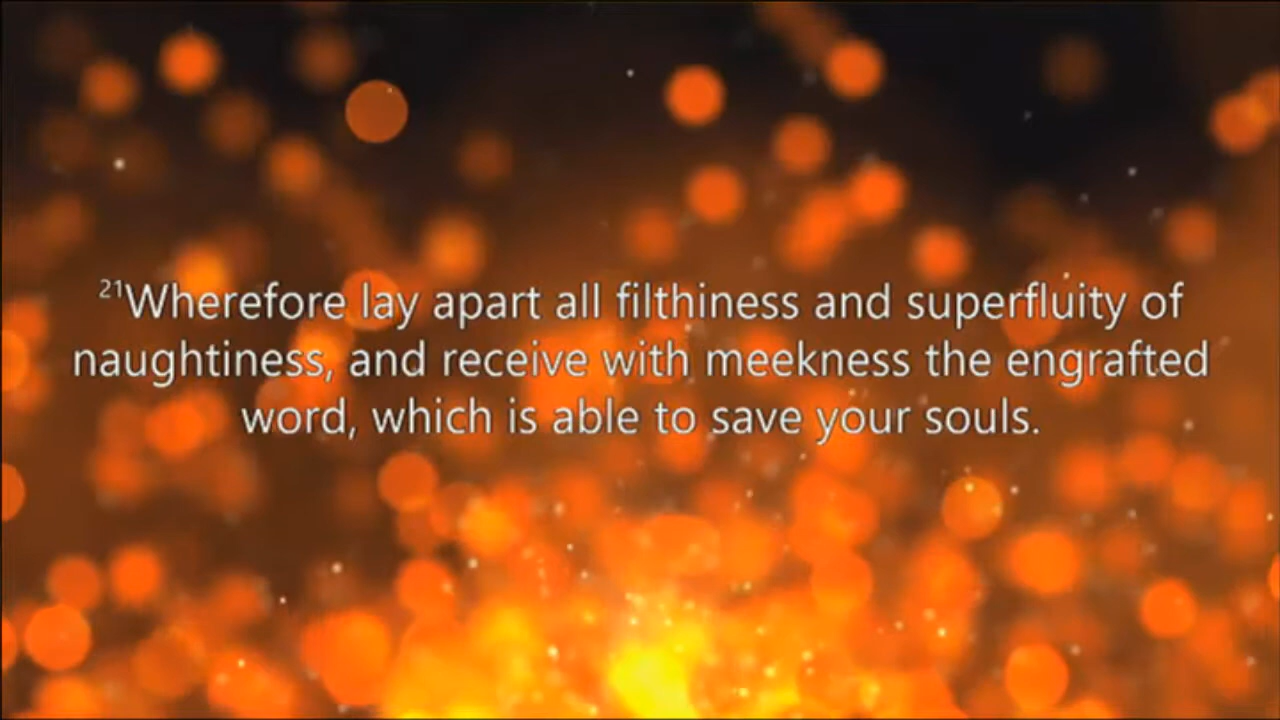 ²¹Wherefore lay apart all filthiness and superfluity of
naughtiness, and receive with meekness the engrafted
word, which is able to save your souls.